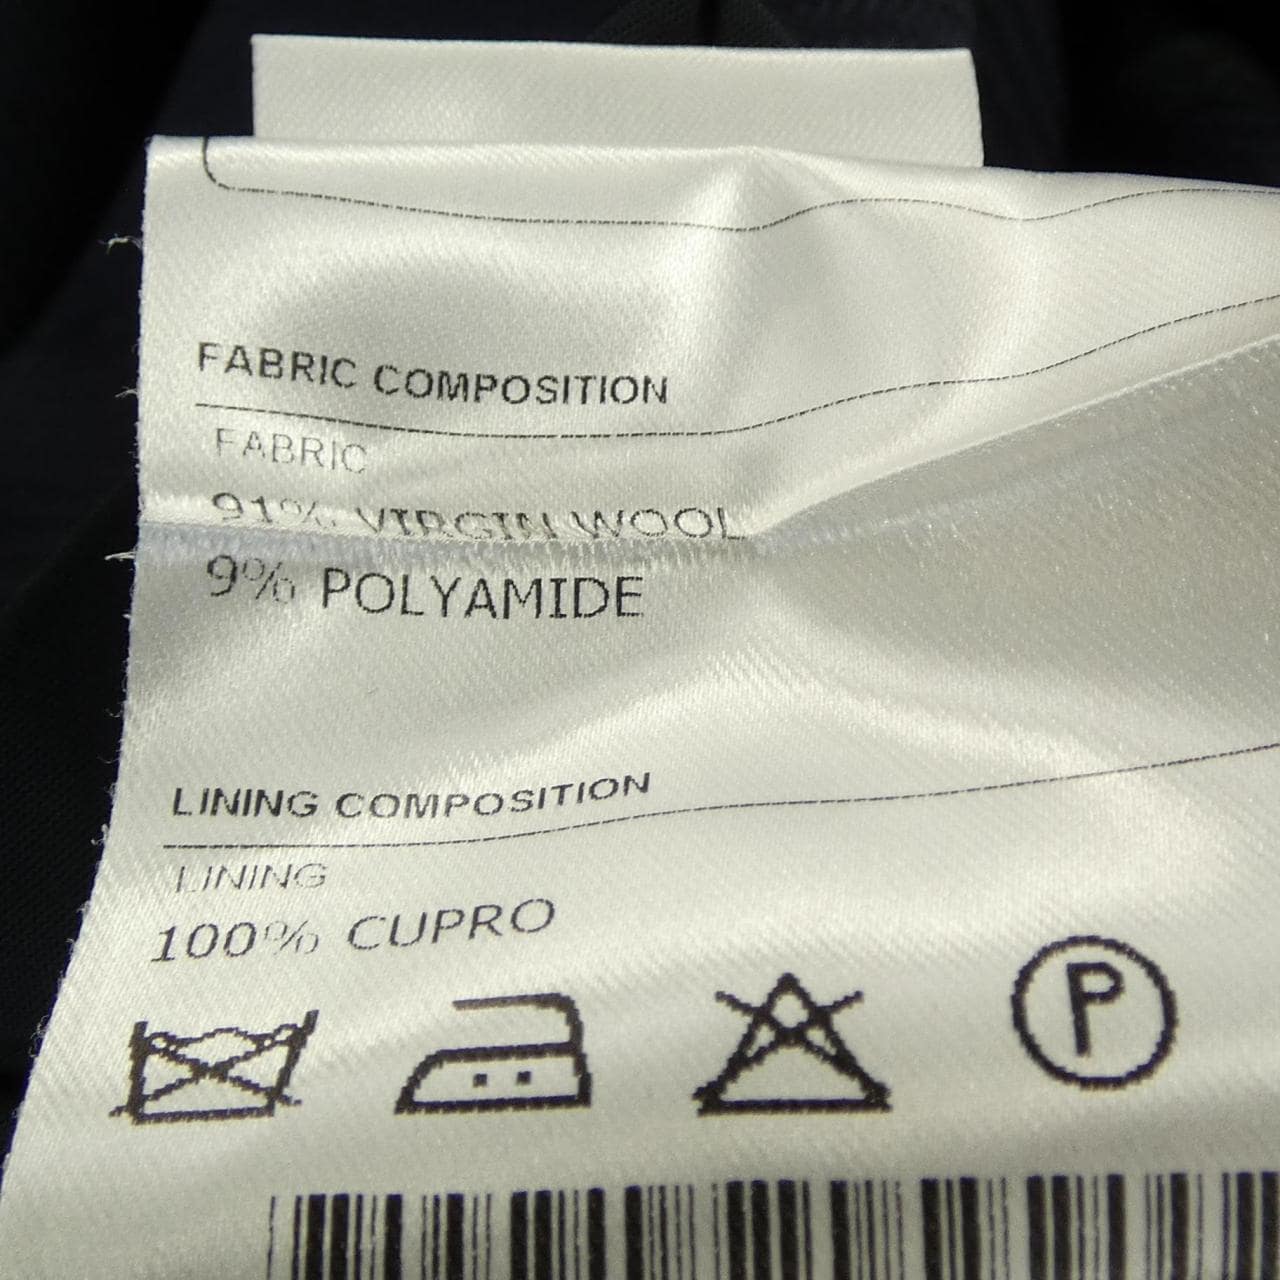 FABRIC COMPOSITION
FABRIC
91% VIRGIN WOOL
9% POLYAMIDE
LINING COMPOSITION
LINING
100% CUPRO
P